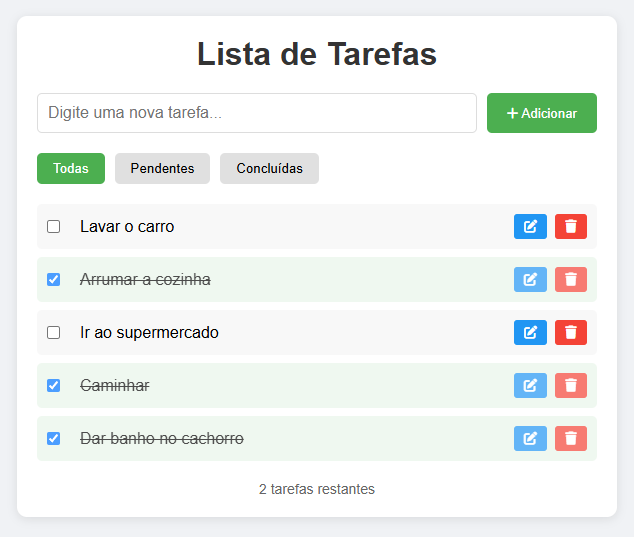 Lista de Tarefas
Digite uma nova tarefa...
+ Adicionar
Todas
Pendentes
Concluídas
Lavar o carro
Arrumar a cozinha
Ir ao supermercado
Caminhar
Dar banho no cachorro
2 tarefas restantes